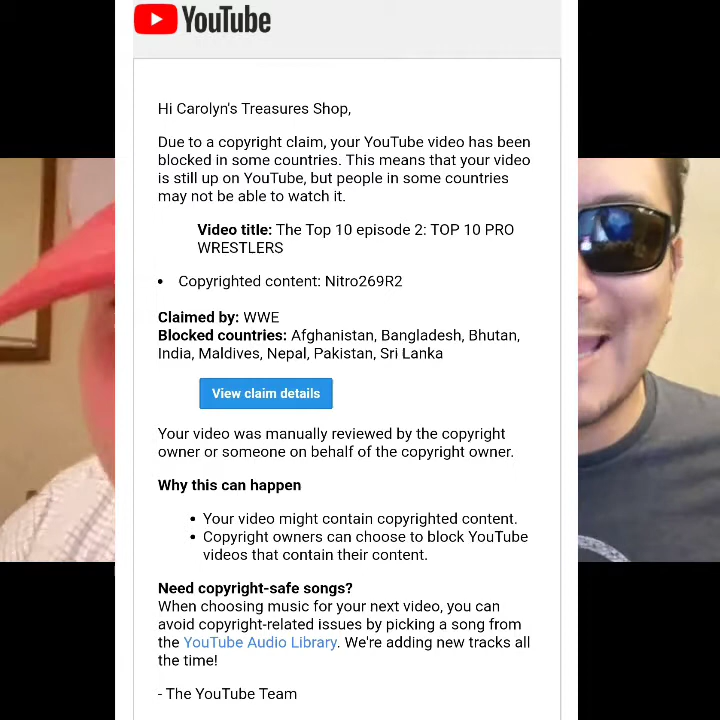 YouTube
Hi Carolyn's Treasures Shop,
Due to a copyright claim, your YouTube video has been
blocked in some countries. This means that your video
is still up on YouTube, but people in some countries
may not be able to watch it.
Video title: The Top 10 episode 2: TOP 10 PRO
WRESTLERS
• Copyrighted content: Nitro269R2
Claimed by: WWE
Blocked countries: Afghanistan, Bangladesh, Bhutan,
India, Maldives, Nepal, Pakistan, Sri Lanka
View claim details
Your video was manually reviewed by the copyright
owner or someone on behalf of the copyright owner.
Why this can happen
• Your video might contain copyrighted content.
• Copyright owners can choose to block YouTube
videos that contain their content.
Need copyright-safe songs?
When choosing music for your next video, you can
avoid copyright-related issues by picking a song from
the YouTube Audio Library. We're adding new tracks all
the time!
- The YouTube Team